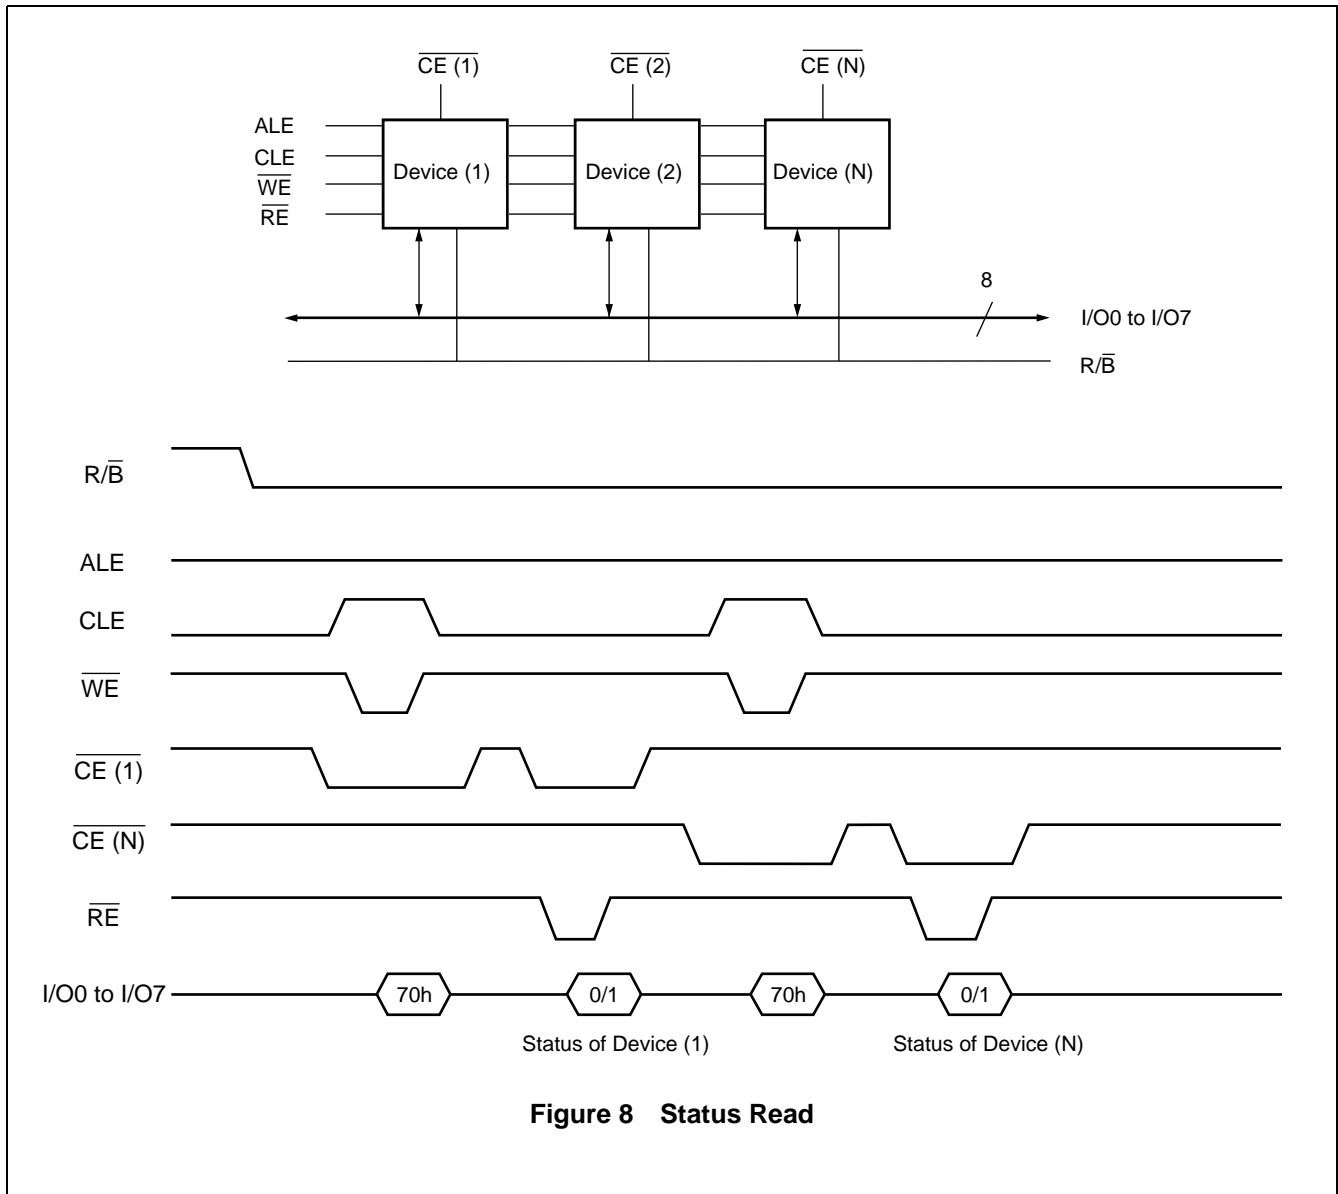 CE (1) CE (2) CE (N)
ALE
CLE
WE
RE
Device (1) Device (2) Device (N)
8
I/O0 to I/O7
R/B
R/B
ALE
CLE
WE
CE (1)
CE (N)
RE
I/O0 to I/O7 70h 0/1 70h 0/1
Status of Device (1) Status of Device (N)
Figure 8 Status Read